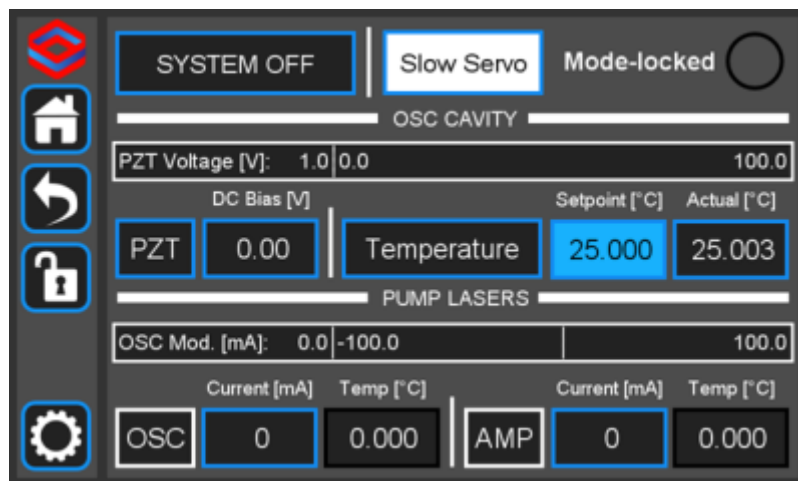 SYSTEM OFF Slow Servo Mode-locked
OSC CAVITY
PZT Voltage [V]: 1.0 0.0 100.0
DC Bias [V] Setpoint [°C] Actual [°C]
PZT 0.00 Temperature 25.000 25.003
PUMP LASERS
OSC Mod. [mA]: 0.0 -100.0 100.0
Current [mA] Temp [°C] Current [mA] Temp [°C]
OSC 0 0.000 AMP 0 0.000